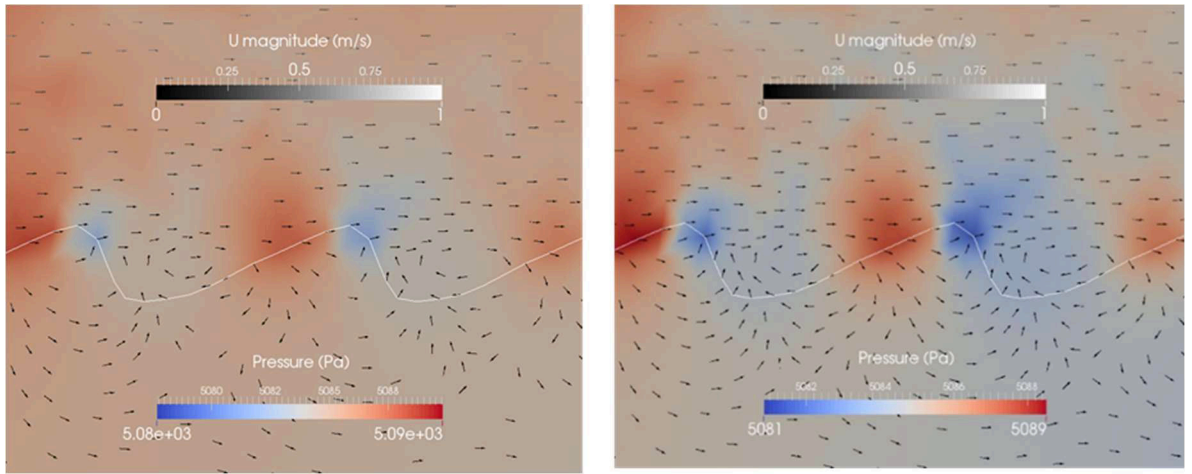 U magnitude (m/s)
0.25 0.5 0.75
0 1
Pressure (Pa)
5080 5082 5085 5088
5.08e+03 5.09e+03
U magnitude (m/s)
0.25 0.5 0.75
0 1
Pressure (Pa)
5082 5084 5086 5088
5081 5089